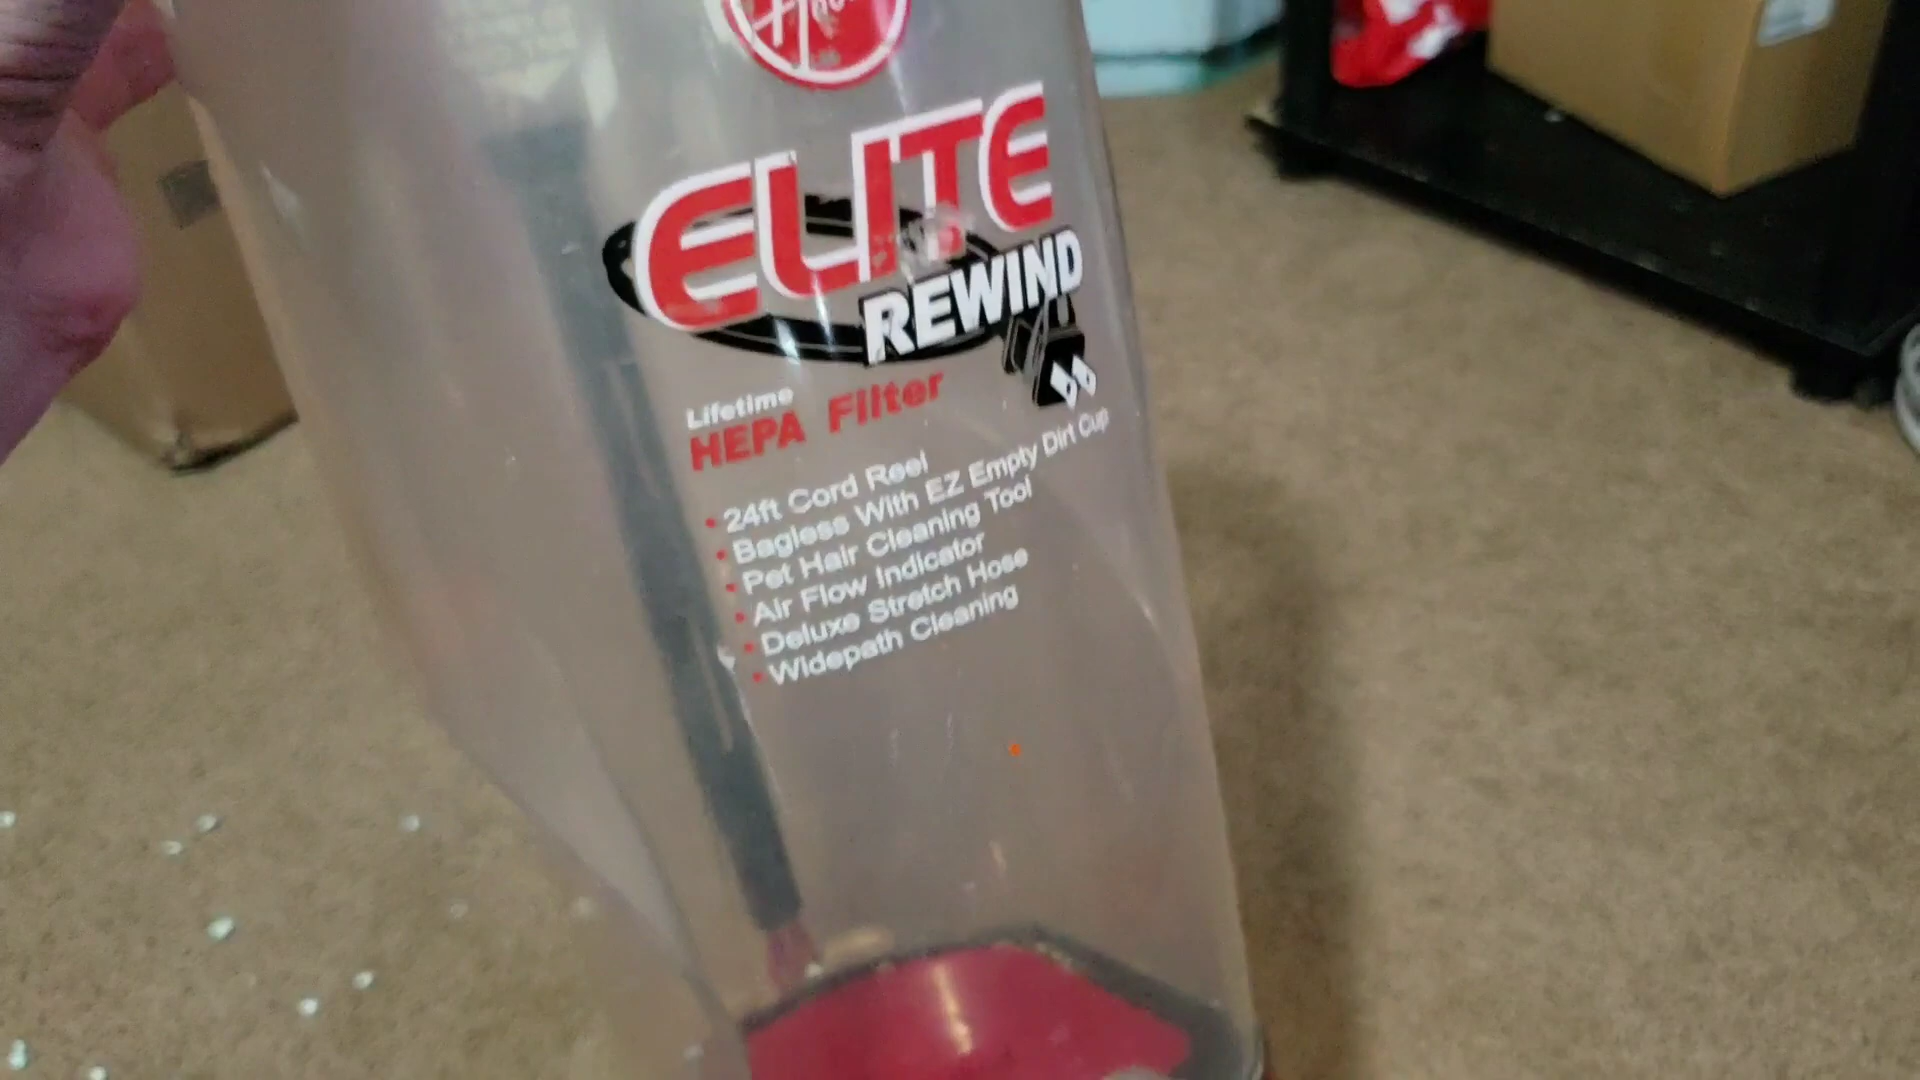 ELITE
REWIND
Lifetime
HEPA Filter
• 24ft Cord Reel
• Bagless With EZ Empty Dirt Cup
• Pet Hair Cleaning Tool
• Air Flow Indicator
• Deluxe Stretch Hose
• Widepath Cleaning